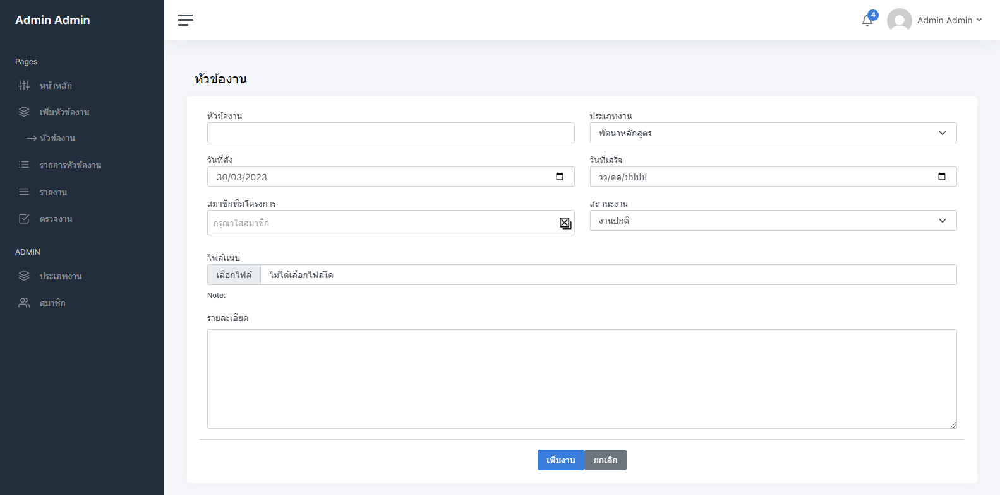 Admin Admin
4
Admin Admin
Pages
หน้าหลัก
เพิ่มหัวข้องาน
หัวข้องาน
รายการหัวข้องาน
รายงาน
ตรวจงาน
ADMIN
ประเภทงาน
สมาชิก
หัวข้องาน
หัวข้องาน
ประเภทงาน
พัตนาหลักสูตร
วันที่สั่ง
วันที่เสร็จ
30/03/2023
วว/ดด/ปปปป
สมาชิกทีมโครงการ
สถานะงาน
กรุณาใส่สมาชิก
งานปกติ
ไฟล์แนบ
เลือกไฟล์ ไม่ได้เลือกไฟล์ใด
Note:
รายละเอียด
เพิ่มงาน ยกเลิก